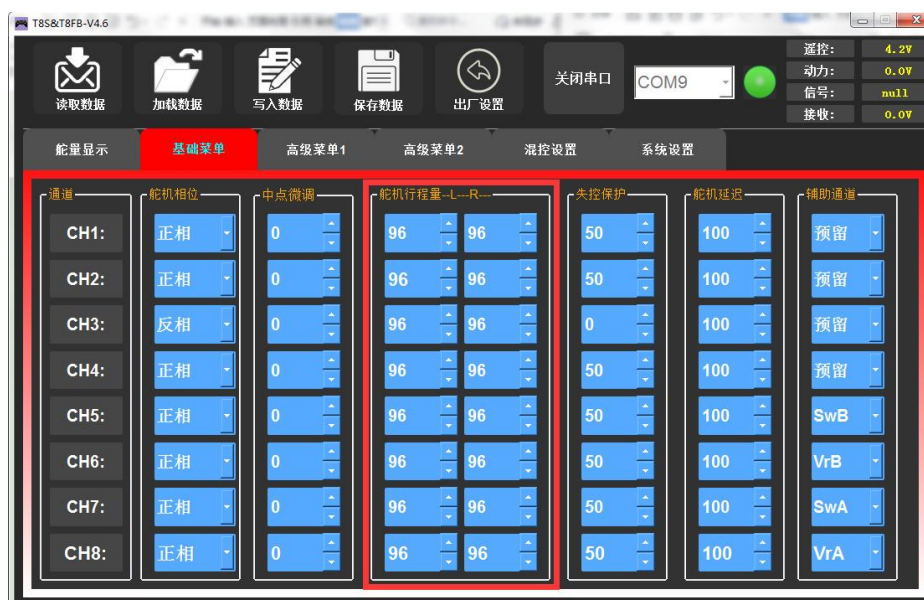 T8S&T8FB-V4.6
读取数据 加载数据 写入数据 保存数据 出厂设置 关闭串口 COM9
遥控: 4.2V
动力: 0.0V
信号: null
接收: 0.0V
舵量显示 基础菜单 高级菜单1 高级菜单2 混控设置 系统设置
通道 舵机相位 中点微调 舵机行程量--L---R--- 失控保护 舵机延迟 辅助通道
CH1: 正相 0 96 96 50 100 预留
CH2: 正相 0 96 96 50 100 预留
CH3: 反相 0 96 96 0 100 预留
CH4: 正相 0 96 96 50 100 预留
CH5: 正相 0 96 96 50 100 SwB
CH6: 正相 0 96 96 50 100 VrB
CH7: 正相 0 96 96 50 100 SwA
CH8: 正相 0 96 96 50 100 VrA